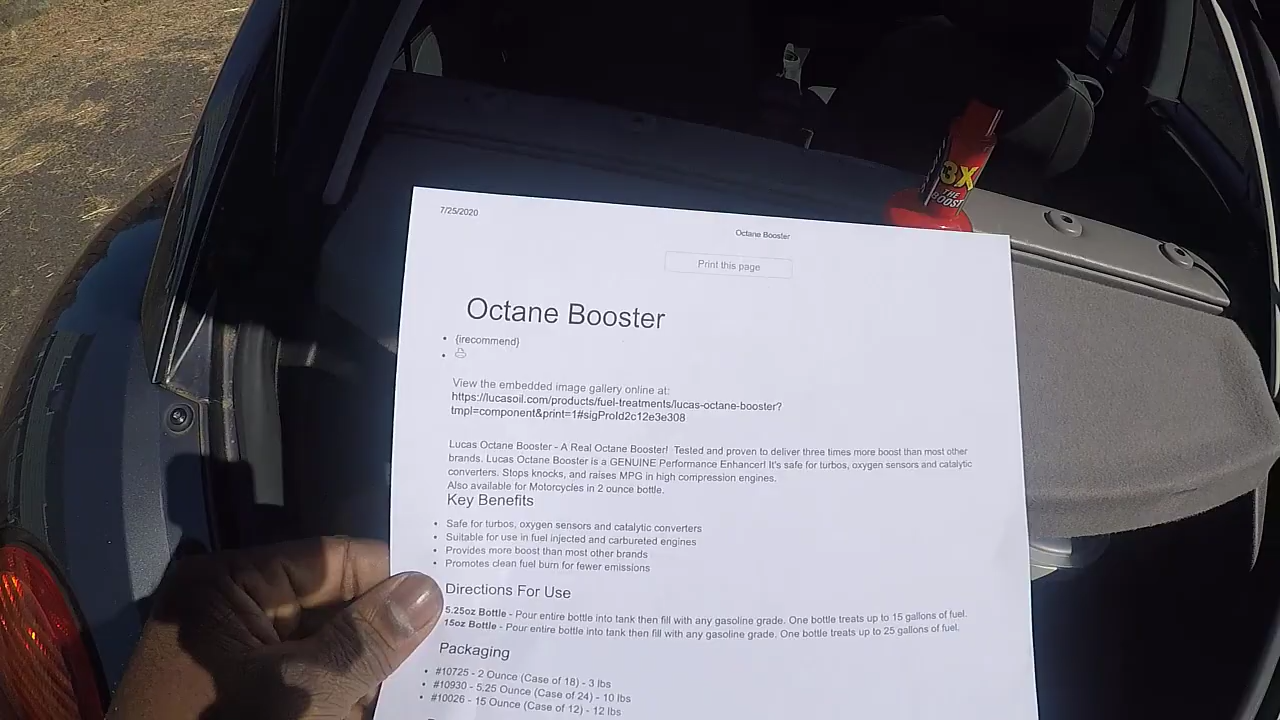 3X
THE
BOOST
7/25/2020
Octane Booster
Print this page
Octane Booster
{irecommend}
View the embedded image gallery online at:
https://lucasoil.com/products/fuel-treatments/lucas-octane-booster?
tmpl=component&print=1#sigProId2c12e3e308
Lucas Octane Booster - A Real Octane Booster! Tested and proven to deliver three times more boost than most other
brands. Lucas Octane Booster is a GENUINE Performance Enhancer! It's safe for turbos, oxygen sensors and catalytic
converters. Stops knocks, and raises MPG in high compression engines.
Also available for Motorcycles in 2 ounce bottle.
Key Benefits
Safe for turbos, oxygen sensors and catalytic converters
Suitable for use in fuel injected and carbureted engines
Provides more boost than most other brands
Promotes clean fuel burn for fewer emissions
Directions For Use
5.25oz Bottle - Pour entire bottle into tank then fill with any gasoline grade. One bottle treats up to 15 gallons of fuel.
15oz Bottle - Pour entire bottle into tank then fill with any gasoline grade. One bottle treats up to 25 gallons of fuel.
Packaging
#10725 - 2 Ounce (Case of 18) - 3 lbs
#10930 - 5.25 Ounce (Case of 24) - 10 lbs
#10026 - 15 Ounce (Case of 12) - 12 lbs